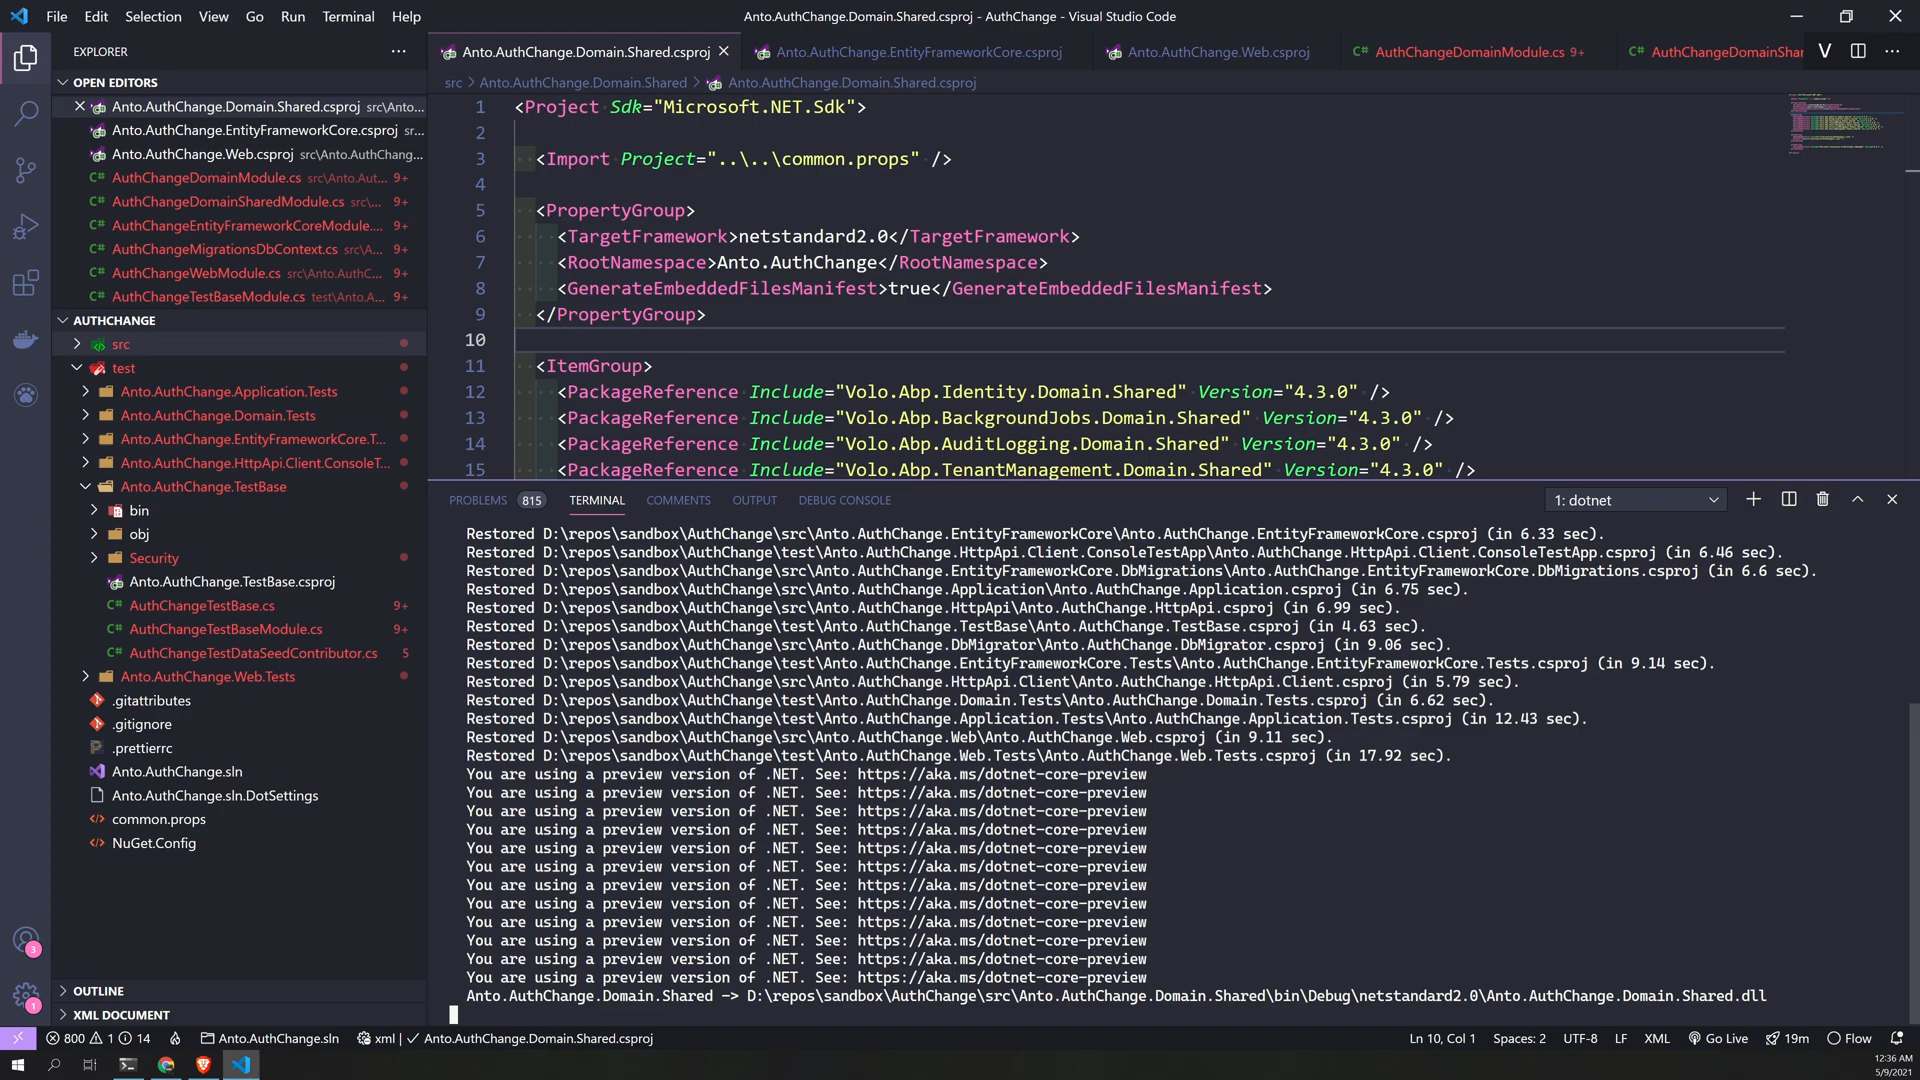 File Edit Selection View Go Run Terminal Help
Anto.AuthChange.Domain.Shared.csproj - AuthChange - Visual Studio Code
EXPLORER
OPEN EDITORS
Anto.AuthChange.Domain.Shared.csproj src\Anto...
Anto.AuthChange.EntityFrameworkCore.csproj sr...
Anto.AuthChange.Web.csproj src\Anto.AuthChang...
C# AuthChangeDomainModule.cs src\Anto.Aut... 9+
C# AuthChangeDomainSharedModule.cs src\... 9+
C# AuthChangeEntityFrameworkCoreModule.... 9+
C# AuthChangeMigrationsDbContext.cs src\A... 9+
C# AuthChangeWebModule.cs src\Anto.AuthC... 9+
C# AuthChangeTestBaseModule.cs test\Anto.A... 9+
AUTHCHANGE
src
test
Anto.AuthChange.Application.Tests
Anto.AuthChange.Domain.Tests
Anto.AuthChange.EntityFrameworkCore.T...
Anto.AuthChange.HttpApi.Client.ConsoleT...
Anto.AuthChange.TestBase
bin
obj
Security
Anto.AuthChange.TestBase.csproj
C# AuthChangeTestBase.cs 9+
C# AuthChangeTestBaseModule.cs 9+
C# AuthChangeTestDataSeedContributor.cs 5
Anto.AuthChange.Web.Tests
.gitattributes
.gitignore
.prettierrc
Anto.AuthChange.sln
Anto.AuthChange.sln.DotSettings
common.props
NuGet.Config
OUTLINE
XML DOCUMENT
3
1
Anto.AuthChange.Domain.Shared.csproj
Anto.AuthChange.EntityFrameworkCore.csproj
Anto.AuthChange.Web.csproj
C# AuthChangeDomainModule.cs 9+
C# AuthChangeDomainShar
src > Anto.AuthChange.Domain.Shared > Anto.AuthChange.Domain.Shared.csproj
1 <Project Sdk="Microsoft.NET.Sdk">
2
3 <Import Project="..\..\common.props" />
4
5 <PropertyGroup>
6 <TargetFramework>netstandard2.0</TargetFramework>
7 <RootNamespace>Anto.AuthChange</RootNamespace>
8 <GenerateEmbeddedFilesManifest>true</GenerateEmbeddedFilesManifest>
9 </PropertyGroup>
10
11 <ItemGroup>
12 <PackageReference Include="Volo.Abp.Identity.Domain.Shared" Version="4.3.0" />
13 <PackageReference Include="Volo.Abp.BackgroundJobs.Domain.Shared" Version="4.3.0" />
14 <PackageReference Include="Volo.Abp.AuditLogging.Domain.Shared" Version="4.3.0" />
15 <PackageReference Include="Volo.Abp.TenantManagement.Domain.Shared" Version="4.3.0" />
PROBLEMS 815 TERMINAL COMMENTS OUTPUT DEBUG CONSOLE
1: dotnet
Restored D:\repos\sandbox\AuthChange\src\Anto.AuthChange.EntityFrameworkCore\Anto.AuthChange.EntityFrameworkCore.csproj (in 6.33 sec).
Restored D:\repos\sandbox\AuthChange\test\Anto.AuthChange.HttpApi.Client.ConsoleTestApp\Anto.AuthChange.HttpApi.Client.ConsoleTestApp.csproj (in 6.46 sec).
Restored D:\repos\sandbox\AuthChange\src\Anto.AuthChange.EntityFrameworkCore.DbMigrations\Anto.AuthChange.EntityFrameworkCore.DbMigrations.csproj (in 6.6 sec).
Restored D:\repos\sandbox\AuthChange\src\Anto.AuthChange.Application\Anto.AuthChange.Application.csproj (in 6.75 sec).
Restored D:\repos\sandbox\AuthChange\src\Anto.AuthChange.HttpApi\Anto.AuthChange.HttpApi.csproj (in 6.99 sec).
Restored D:\repos\sandbox\AuthChange\test\Anto.AuthChange.TestBase\Anto.AuthChange.TestBase.csproj (in 4.63 sec).
Restored D:\repos\sandbox\AuthChange\src\Anto.AuthChange.DbMigrator\Anto.AuthChange.DbMigrator.csproj (in 9.06 sec).
Restored D:\repos\sandbox\AuthChange\test\Anto.AuthChange.EntityFrameworkCore.Tests\Anto.AuthChange.EntityFrameworkCore.Tests.csproj (in 9.14 sec).
Restored D:\repos\sandbox\AuthChange\src\Anto.AuthChange.HttpApi.Client\Anto.AuthChange.HttpApi.Client.csproj (in 5.79 sec).
Restored D:\repos\sandbox\AuthChange\test\Anto.AuthChange.Domain.Tests\Anto.AuthChange.Domain.Tests.csproj (in 6.62 sec).
Restored D:\repos\sandbox\AuthChange\test\Anto.AuthChange.Application.Tests\Anto.AuthChange.Application.Tests.csproj (in 12.43 sec).
Restored D:\repos\sandbox\AuthChange\src\Anto.AuthChange.Web\Anto.AuthChange.Web.csproj (in 9.11 sec).
Restored D:\repos\sandbox\AuthChange\test\Anto.AuthChange.Web.Tests\Anto.AuthChange.Web.Tests.csproj (in 17.92 sec).
You are using a preview version of .NET. See: https://aka.ms/dotnet-core-preview
You are using a preview version of .NET. See: https://aka.ms/dotnet-core-preview
You are using a preview version of .NET. See: https://aka.ms/dotnet-core-preview
You are using a preview version of .NET. See: https://aka.ms/dotnet-core-preview
You are using a preview version of .NET. See: https://aka.ms/dotnet-core-preview
You are using a preview version of .NET. See: https://aka.ms/dotnet-core-preview
You are using a preview version of .NET. See: https://aka.ms/dotnet-core-preview
You are using a preview version of .NET. See: https://aka.ms/dotnet-core-preview
You are using a preview version of .NET. See: https://aka.ms/dotnet-core-preview
You are using a preview version of .NET. See: https://aka.ms/dotnet-core-preview
You are using a preview version of .NET. See: https://aka.ms/dotnet-core-preview
You are using a preview version of .NET. See: https://aka.ms/dotnet-core-preview
Anto.AuthChange.Domain.Shared -> D:\repos\sandbox\AuthChange\src\Anto.AuthChange.Domain.Shared\bin\Debug\netstandard2.0\Anto.AuthChange.Domain.Shared.dll
800 1 14 Anto.AuthChange.sln xml | ✓ Anto.AuthChange.Domain.Shared.csproj
Ln 10, Col 1 Spaces: 2 UTF-8 LF XML Go Live 19m Flow
12:36 AM
5/9/2021